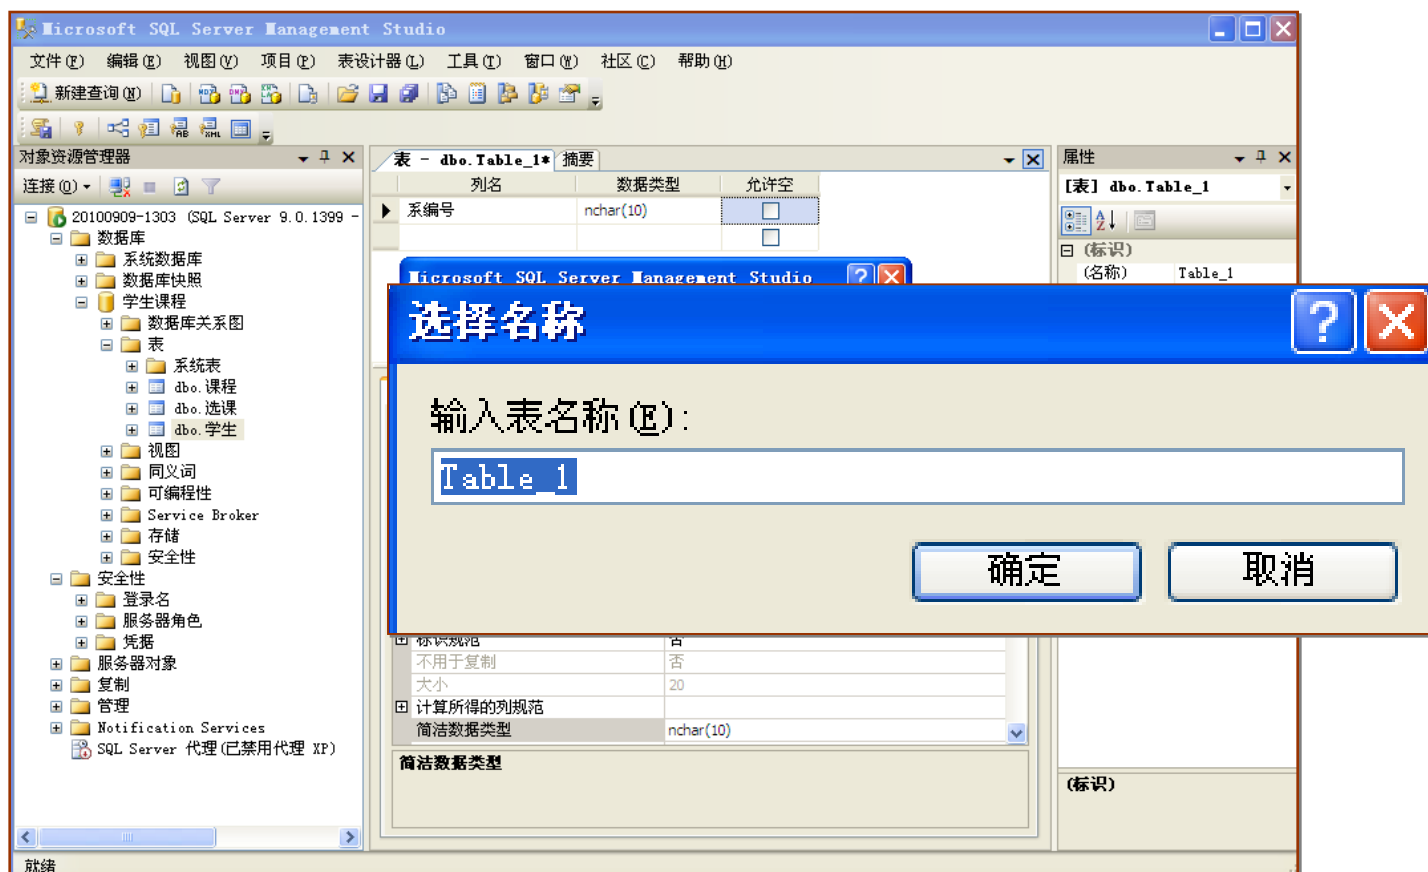 Microsoft SQL Server Management Studio
文件(F) 编辑(E) 视图(V) 项目(P) 表设计器(L) 工具(T) 窗口(W) 社区(C) 帮助(H)
新建查询(N)
对象资源管理器
连接(O)
20100909-1303 (SQL Server 9.0.1399 -
数据库
系统数据库
数据库快照
学生课程
数据库关系图
表
系统表
dbo.课程
dbo.选课
dbo.学生
视图
同义词
可编程性
Service Broker
存储
安全性
安全性
登录名
服务器角色
凭据
服务器对象
复制
管理
Notification Services
SQL Server 代理(已禁用代理 XP)
就绪
表 - dbo.Table_1* 摘要
列名 数据类型 允许空
系编号 nchar(10)
Microsoft SQL Server Management Studio
选择名称
输入表名称(E):
Table_1
确定 取消
标识规范 否
不用于复制 否
大小 20
计算所得的列规范
简洁数据类型 nchar(10)
简洁数据类型
属性
[表] dbo.Table_1
(标识)
(名称) Table_1
(标识)